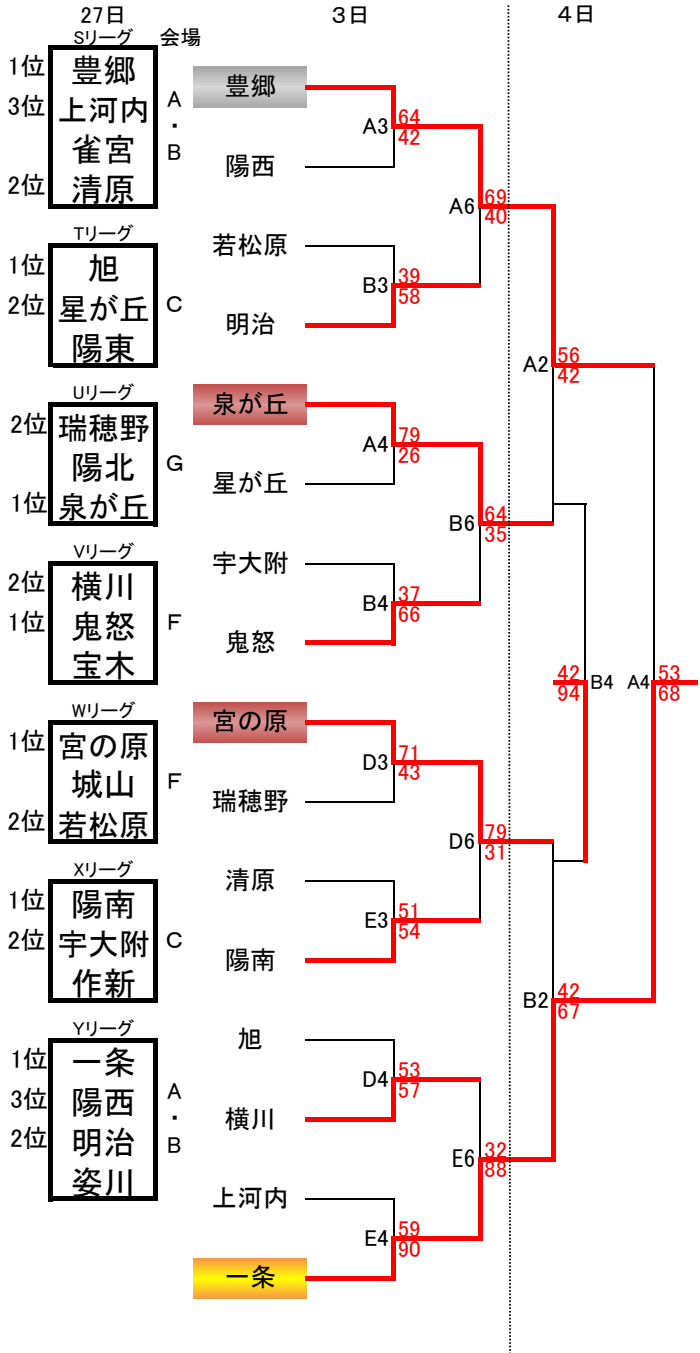 27日
3日
4日
Sリーグ 会場
1位 豊郷
3位 上河内
雀宮
2位 清原
A・B
Tリーグ
1位 旭
2位 星が丘
陽東
C
Uリーグ
2位 瑞穂野
陽北
1位 泉が丘
G
Vリーグ
2位 横川
1位 鬼怒
宝木
F
Wリーグ
1位 宮の原
城山
2位 若松原
F
Xリーグ
1位 陽南
2位 宇大附
作新
C
Yリーグ
1位 一条
3位 陽西
2位 明治
姿川
A・B
豊郷
A3 64
42
陽西
A6 69
40
若松原
B3 39
58
明治
A2 56
42
泉が丘
A4 79
26
星が丘
B6 64
35
宇大附
B4 37
66
鬼怒
42
94 B4
A4 53
68
宮の原
D3 71
43
瑞穂野
D6 79
31
清原
E3 51
54
陽南
B2 42
67
旭
D4 53
57
横川
E6 32
88
上河内
E4 59
90
一条